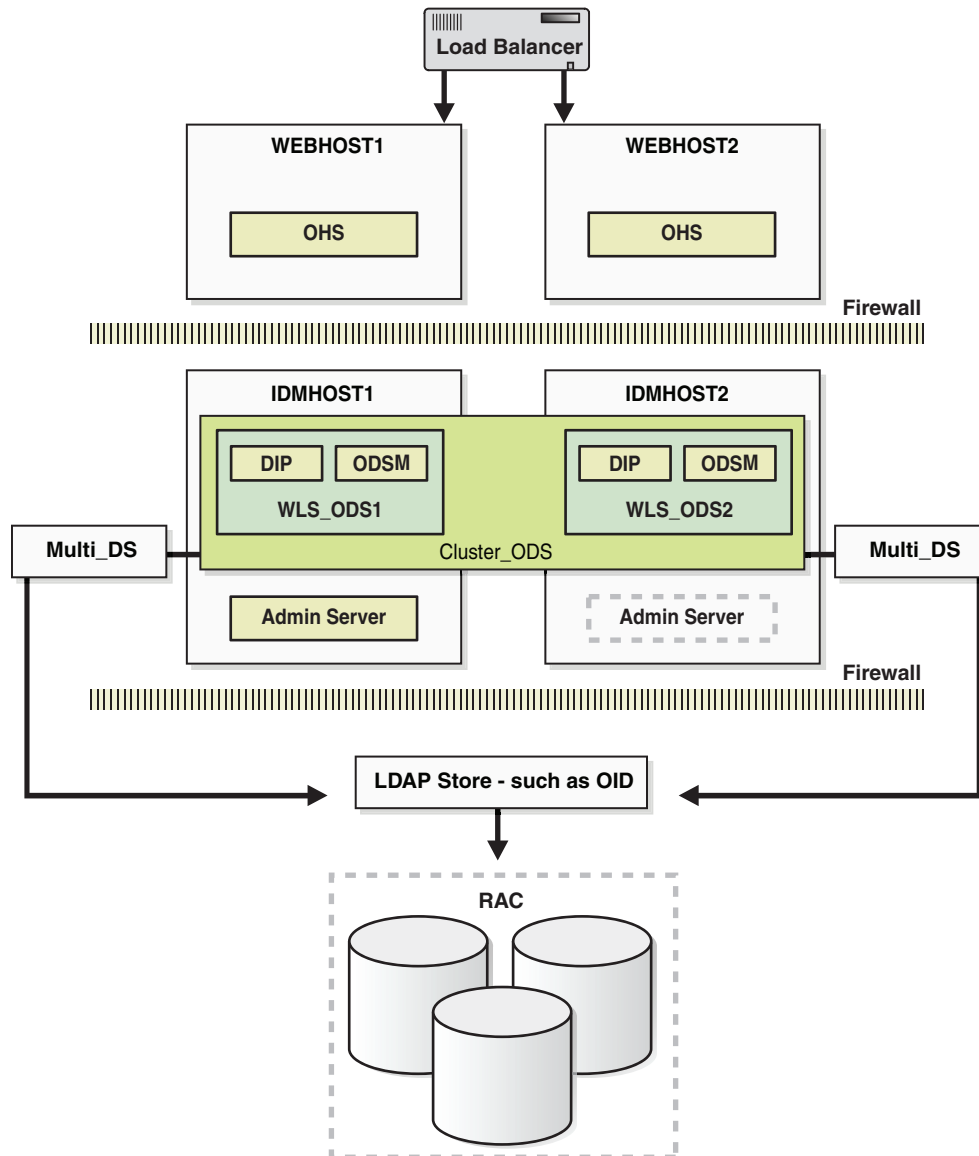 Load Balancer
WEBHOST1
WEBHOST2
OHS
OHS
Firewall
IDMHOST1
IDMHOST2
DIP
ODSM
DIP
ODSM
WLS_ODS1
WLS_ODS2
Multi_DS
Cluster_ODS
Multi_DS
Admin Server
Admin Server
Firewall
LDAP Store - such as OID
RAC